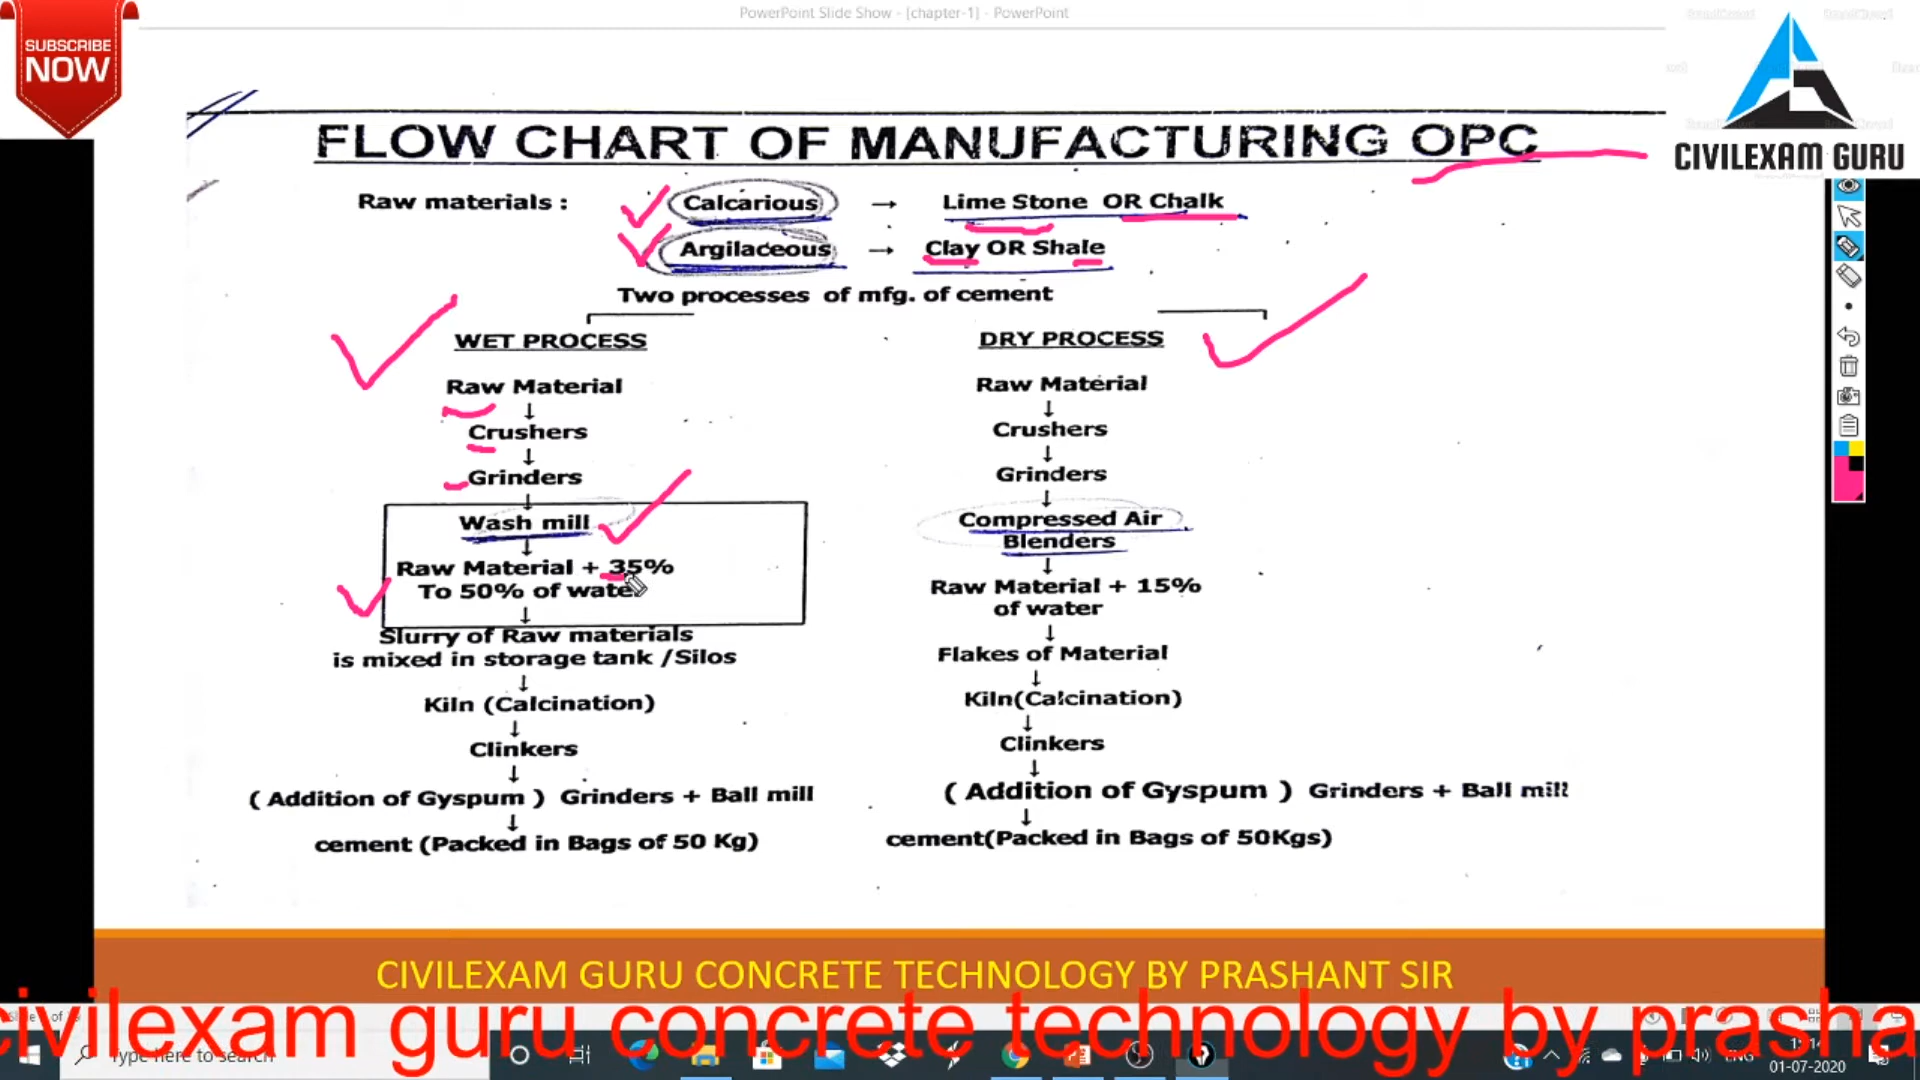 PowerPoint Slide Show - [chapter-1] - PowerPoint
SUBSCRIBE
NOW
CIVILEXAM GURU
FLOW CHART OF MANUFACTURING OPC
Raw materials : Calcarious → Lime Stone OR Chalk
Argilaceous → Clay OR Shale
Two processes of mfg. of cement
WET PROCESS
Raw Material
↓
Crushers
↓
Grinders
↓
Wash mill
↓
Raw Material + 35%
To 50% of water
↓
Slurry of Raw materials
is mixed in storage tank /Silos
↓
Kiln (Calcination)
↓
Clinkers
↓
( Addition of Gyspum ) Grinders + Ball mill
↓
cement (Packed in Bags of 50 Kg)
DRY PROCESS
Raw Material
↓
Crushers
↓
Grinders
↓
Compressed Air
Blenders
↓
Raw Material + 15%
of water
↓
Flakes of Material
↓
Kiln(Calcination)
↓
Clinkers
↓
( Addition of Gyspum ) Grinders + Ball mill
↓
cement(Packed in Bags of 50Kgs)
CIVILEXAM GURU CONCRETE TECHNOLOGY BY PRASHANT SIR
civilexam guru concrete technology by prasha
Type here to search
ENG
01-07-2020